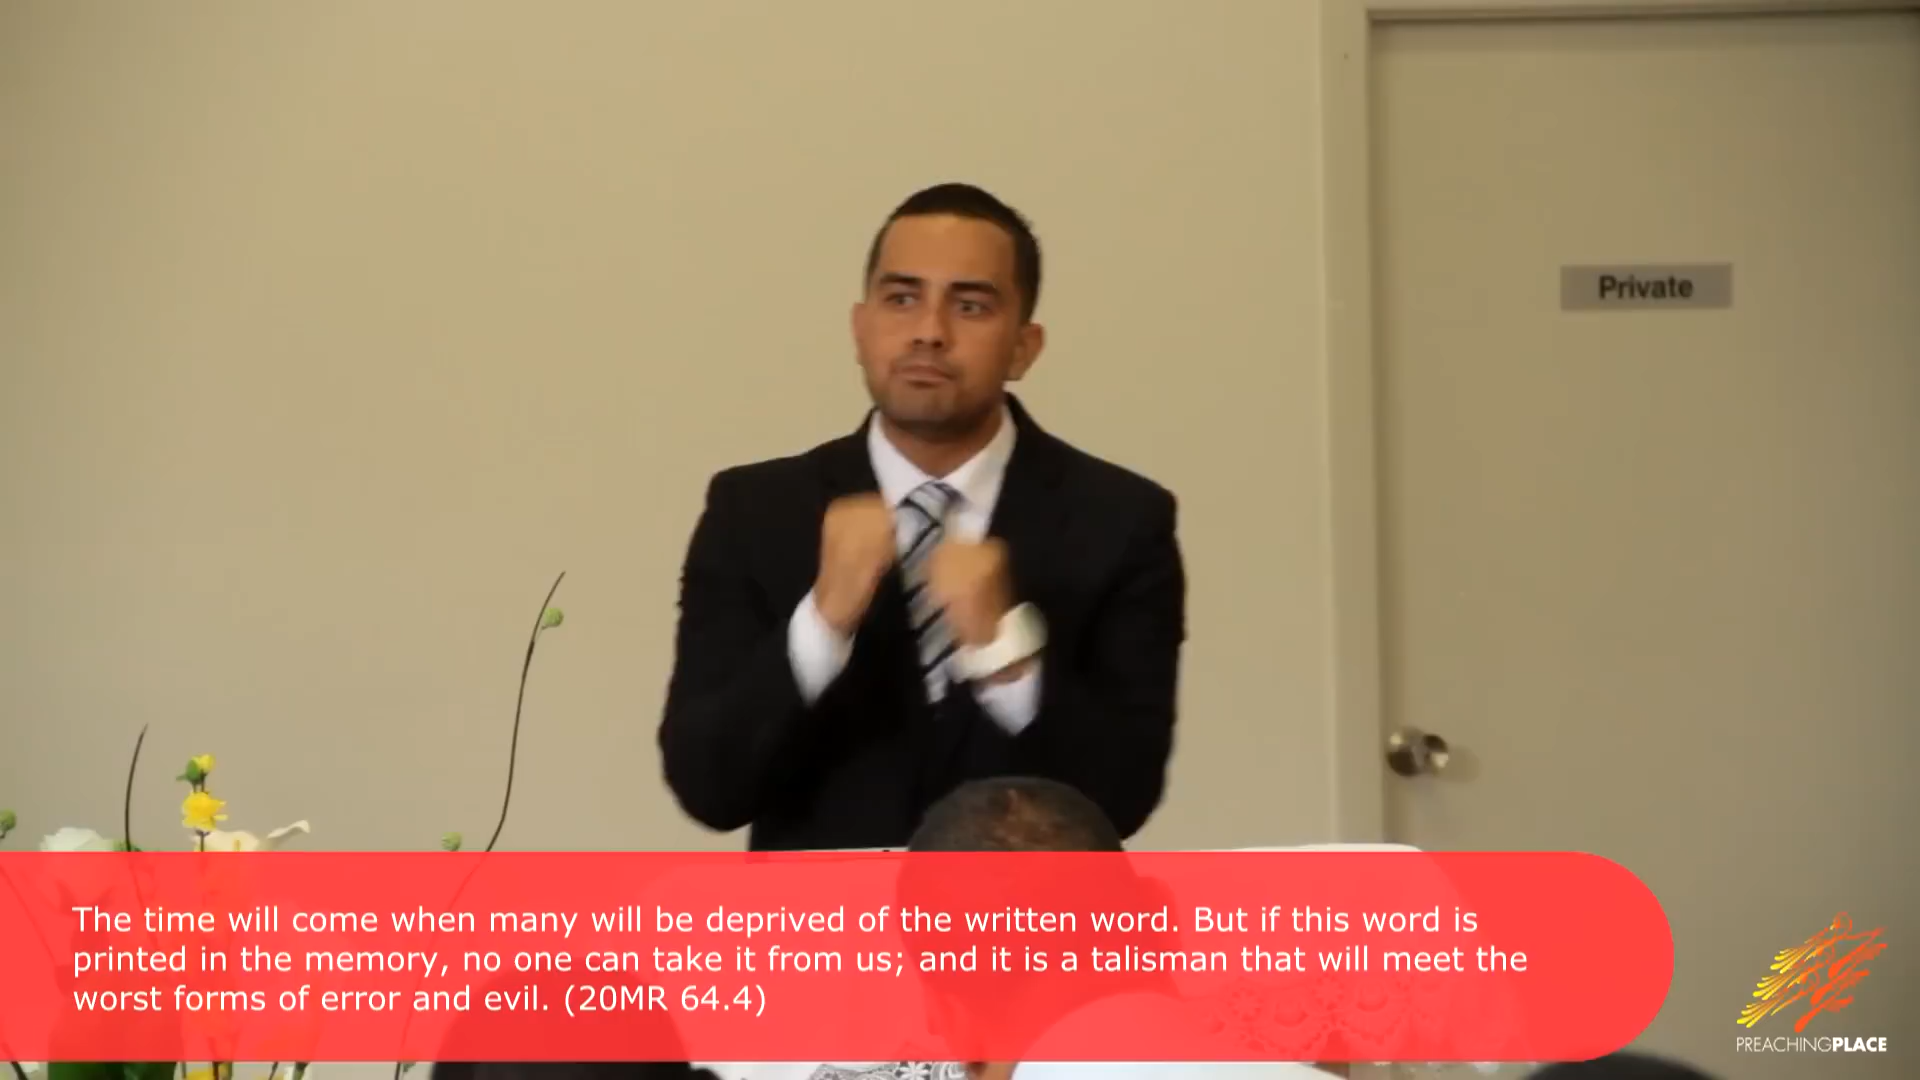 Private
The time will come when many will be deprived of the written word. But if this word is
printed in the memory, no one can take it from us; and it is a talisman that will meet the
worst forms of error and evil. (20MR 64.4)
PREACHINGPLACE